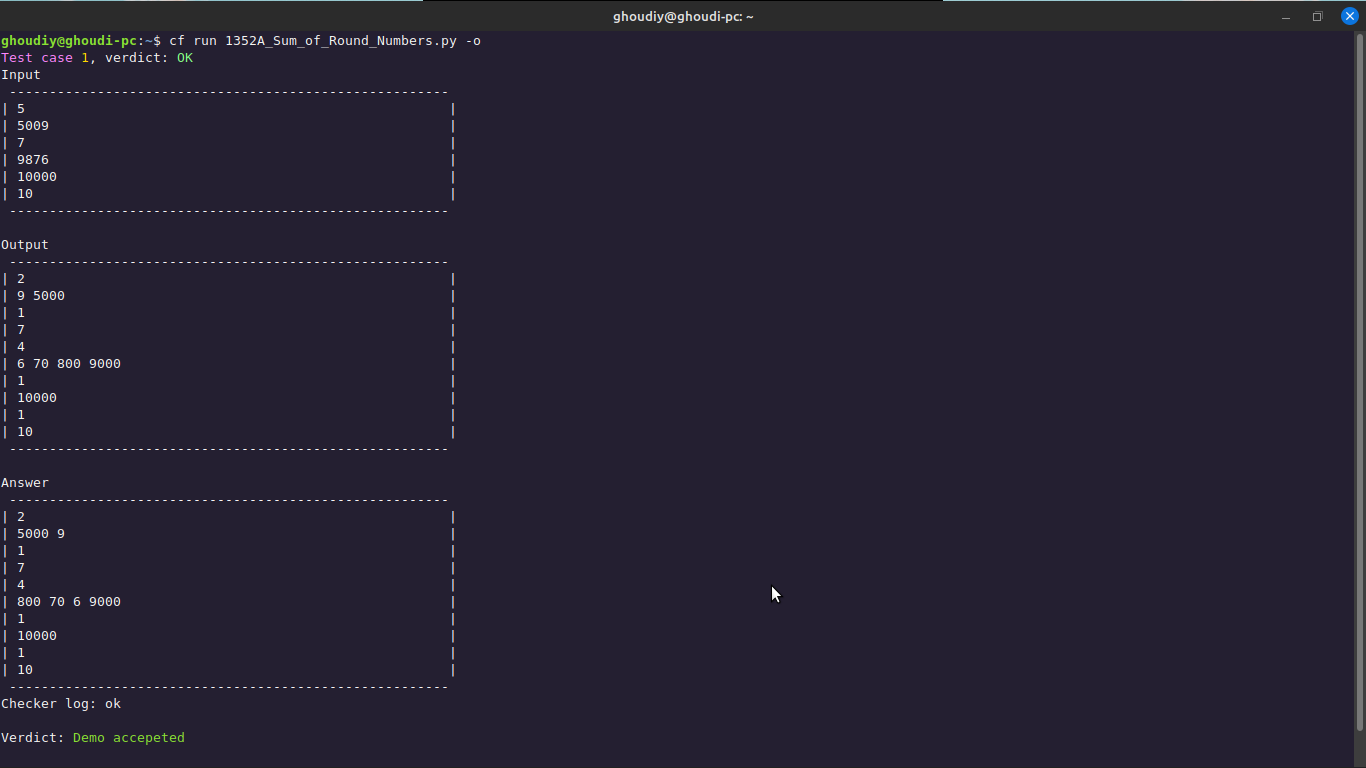 ghoudiy@ghoudi-pc: ~
ghoudiy@ghoudi-pc:~$ cf run 1352A_Sum_of_Round_Numbers.py -o
Test case 1, verdict: OK
Input
-------------------------------------------------------
| 5 |
| 5009 |
| 7 |
| 9876 |
| 10000 |
| 10 |
-------------------------------------------------------
Output
-------------------------------------------------------
| 2 |
| 9 5000 |
| 1 |
| 7 |
| 4 |
| 6 70 800 9000 |
| 1 |
| 10000 |
| 1 |
| 10 |
-------------------------------------------------------
Answer
-------------------------------------------------------
| 2 |
| 5000 9 |
| 1 |
| 7 |
| 4 |
| 800 70 6 9000 |
| 1 |
| 10000 |
| 1 |
| 10 |
-------------------------------------------------------
Checker log: ok
Verdict: Demo accepeted